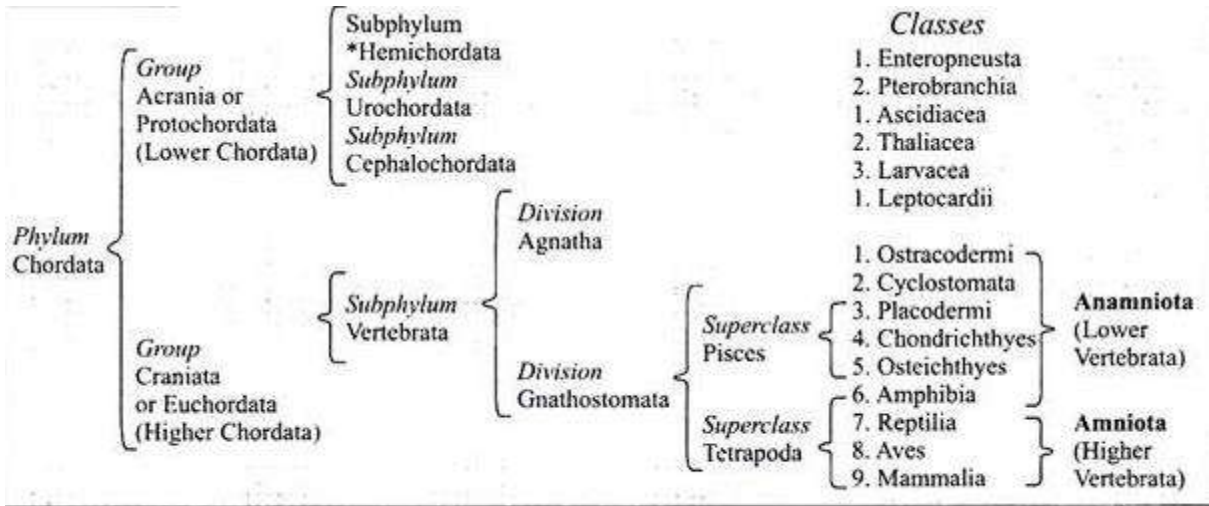 Phylum
Chordata
Group
Acrania or
Protochordata
(Lower Chordata)
Subphylum
*Hemichordata
Subphylum
Urochordata
Subphylum
Cephalochordata
Group
Craniata
or Euchordata
(Higher Chordata)
Subphylum
Vertebrata
Division
Agnatha
Division
Gnathostomata
Superclass
Pisces
Superclass
Tetrapoda
Classes
1. Enteropneusta
2. Pterobranchia
1. Ascidiacea
2. Thaliacea
3. Larvacea
1. Leptocardii
1. Ostracodermi
2. Cyclostomata
3. Placodermi
4. Chondrichthyes
5. Osteichthyes
6. Amphibia
7. Reptilia
8. Aves
9. Mammalia
Anamniota
(Lower
Vertebrata)
Amniota
(Higher
Vertebrata)